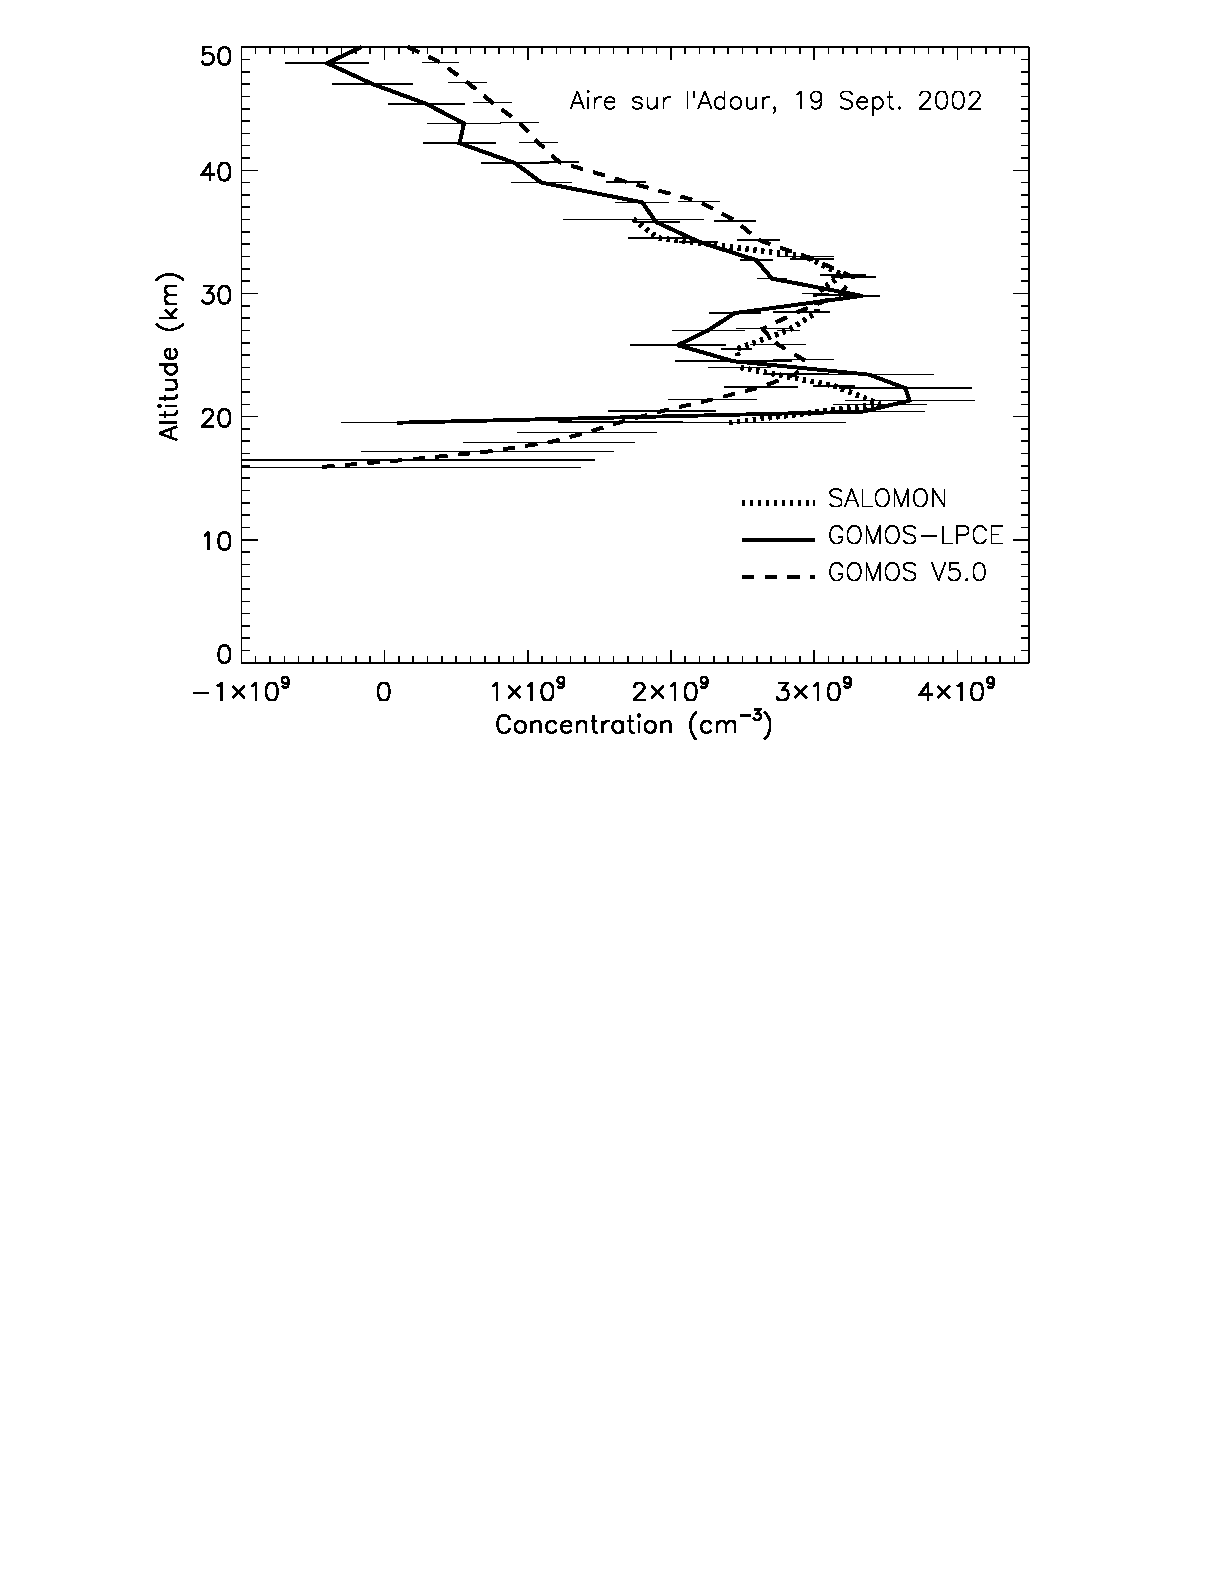 50
Aire sur l'Adour, 19 Sept. 2002
40
30
Altitude (km)
20
SALOMON
10
GOMOS−LPCE
GOMOS V5.0
0
−1×10⁹ 0 1×10⁹ 2×10⁹ 3×10⁹ 4×10⁹
Concentration (cm⁻³)